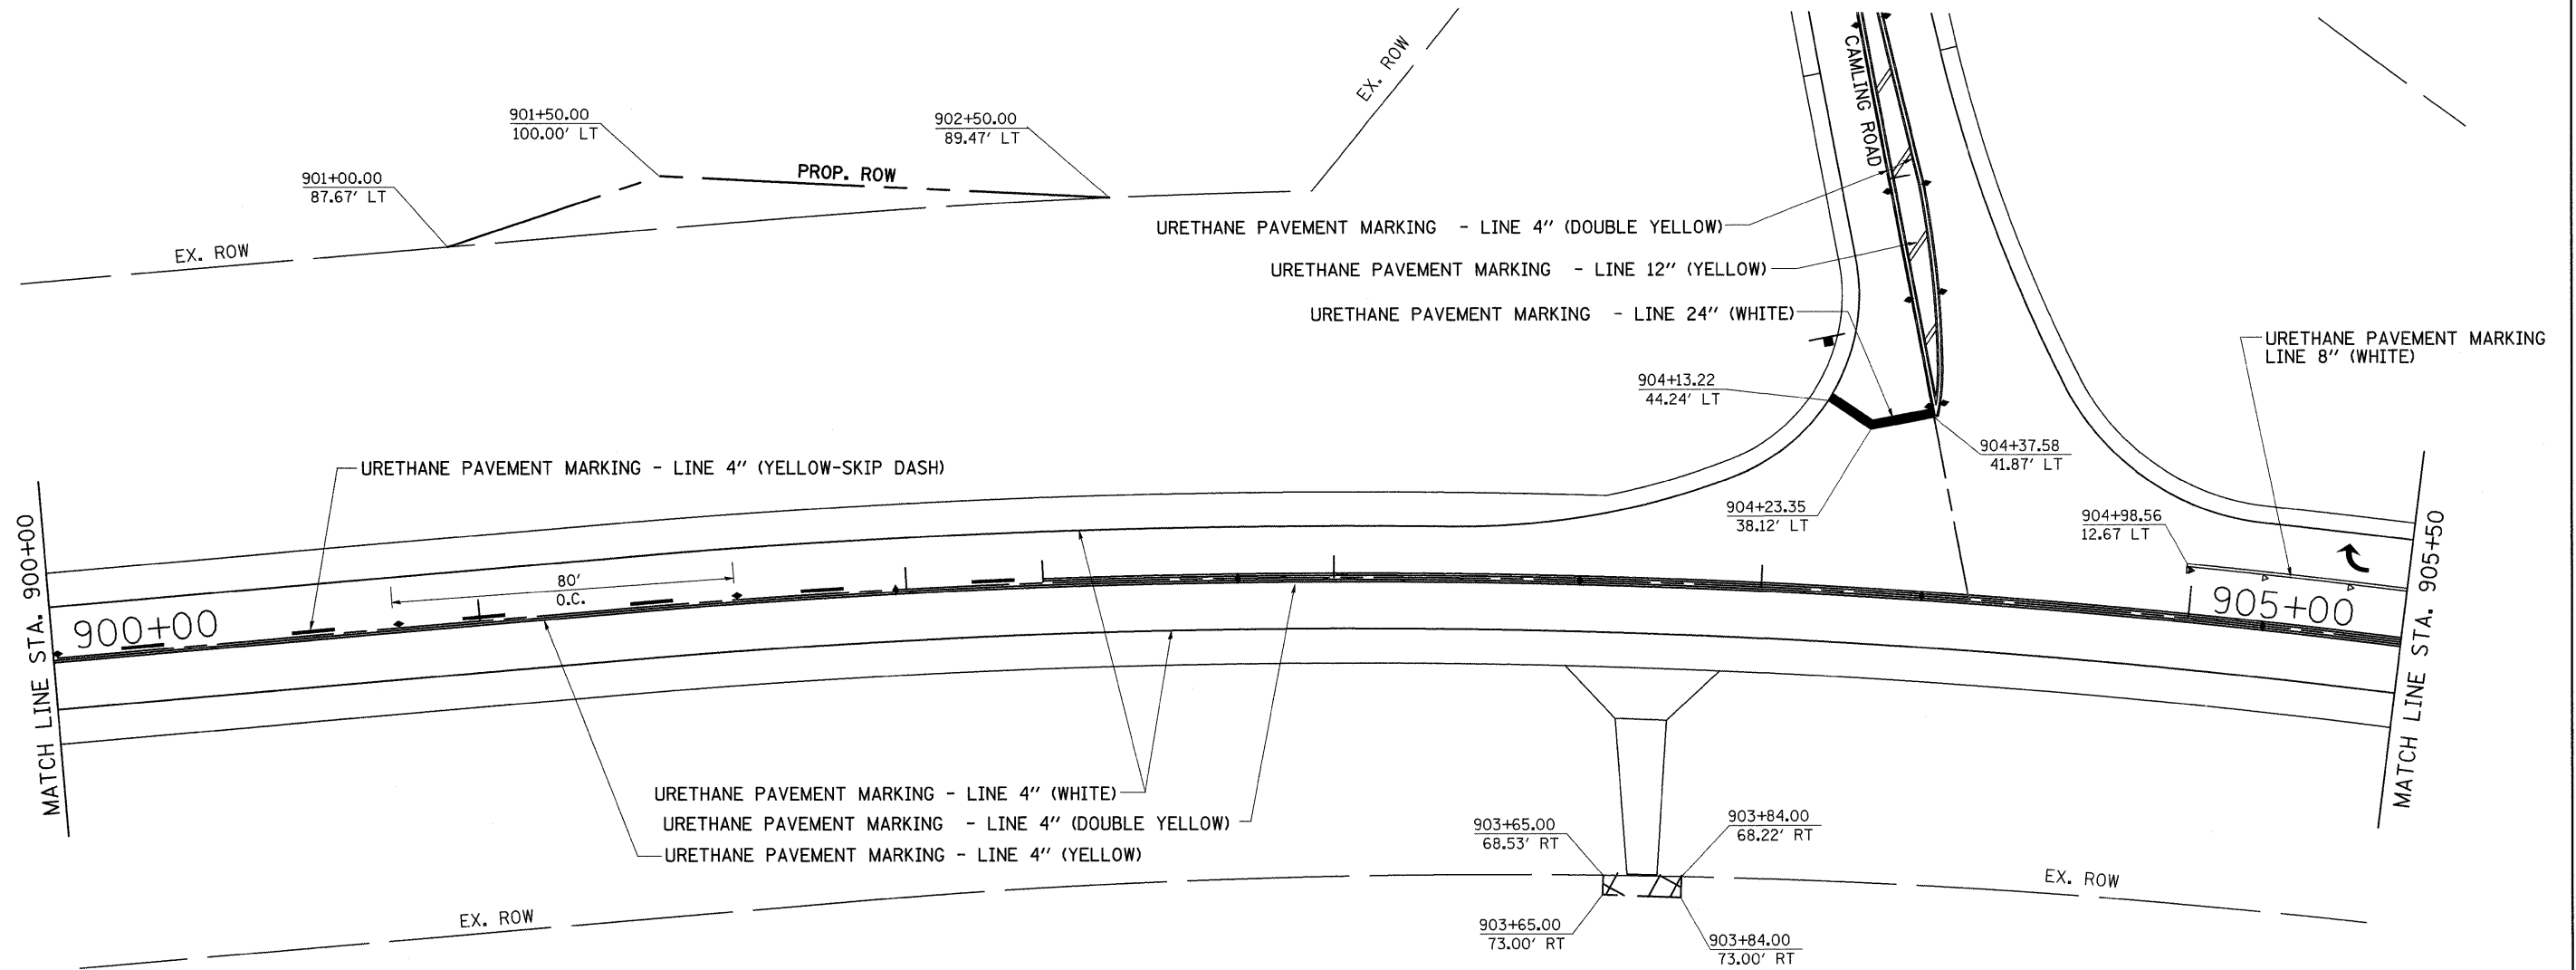 EX. ROW
CAMLING ROAD
901+50.00
100.00' LT
902+50.00
89.47' LT
PROP. ROW
901+00.00
87.67' LT
EX. ROW
URETHANE PAVEMENT MARKING - LINE 4" (DOUBLE YELLOW)
URETHANE PAVEMENT MARKING - LINE 12" (YELLOW)
URETHANE PAVEMENT MARKING - LINE 24" (WHITE)
URETHANE PAVEMENT MARKING
LINE 8" (WHITE)
904+13.22
44.24' LT
904+37.58
41.87' LT
URETHANE PAVEMENT MARKING - LINE 4" (YELLOW-SKIP DASH)
904+23.35
38.12' LT
904+98.56
12.67 LT
MATCH LINE STA. 900+00
80'
O.C.
900+00
905+00
MATCH LINE STA. 905+50
URETHANE PAVEMENT MARKING - LINE 4" (WHITE)
URETHANE PAVEMENT MARKING - LINE 4" (DOUBLE YELLOW)
URETHANE PAVEMENT MARKING - LINE 4" (YELLOW)
903+65.00
68.53' RT
903+84.00
68.22' RT
EX. ROW
EX. ROW
903+65.00
73.00' RT
903+84.00
73.00' RT